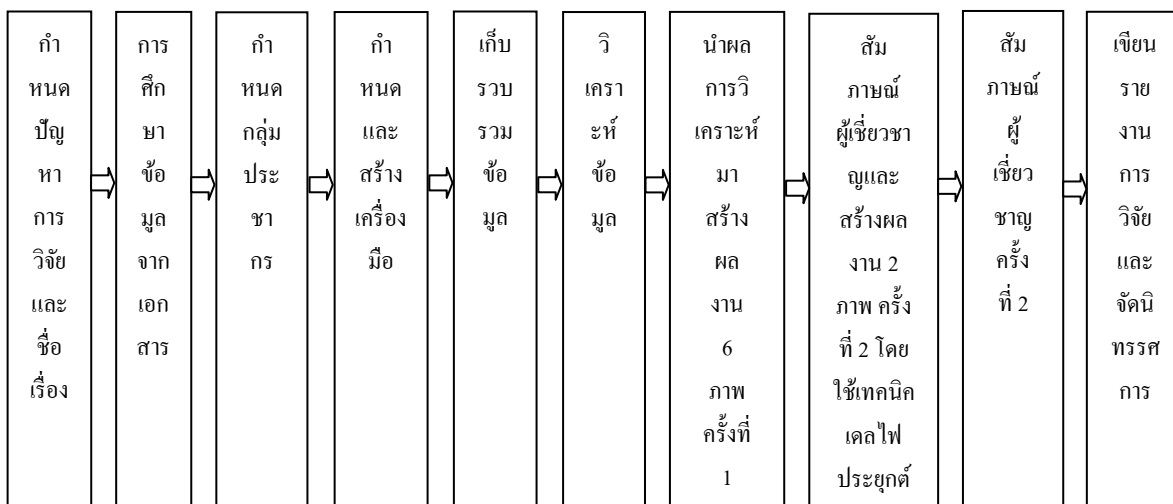 กำ
หนด
ปัญ
หา
การ
วิจัย
และ
ชื่อ
เรื่อง
การ
ศึก
ษา
ข้อ
มูล
จาก
เอก
สาร
กำ
หนด
กลุ่ม
ประ
ชา
กร
กำ
หนด
และ
สร้าง
เครื่อง
มือ
เก็บ
รวบ
รวม
ข้อ
มูล
วิ
เครา
ะห์
ข้อ
มูล
นำผล
การวิ
เคราะห์
มา
สร้าง
ผล
งาน
6
ภาพ
ครั้งที่
1
สัม
ภาษณ์
ผู้เชี่ยวชา
ญและ
สร้างผล
งาน 2
ภาพ ครั้ง
ที่ 2 โดย
ใช้เทคนิค
เดลไฟ
ประยุกต์
สัม
ภาษณ์
ผู้
เชี่ยว
ชาญ
ครั้ง
ที่ 2
เขียน
ราย
งาน
การ
วิจัย
และ
จัดนิ
ทรรศ
การ